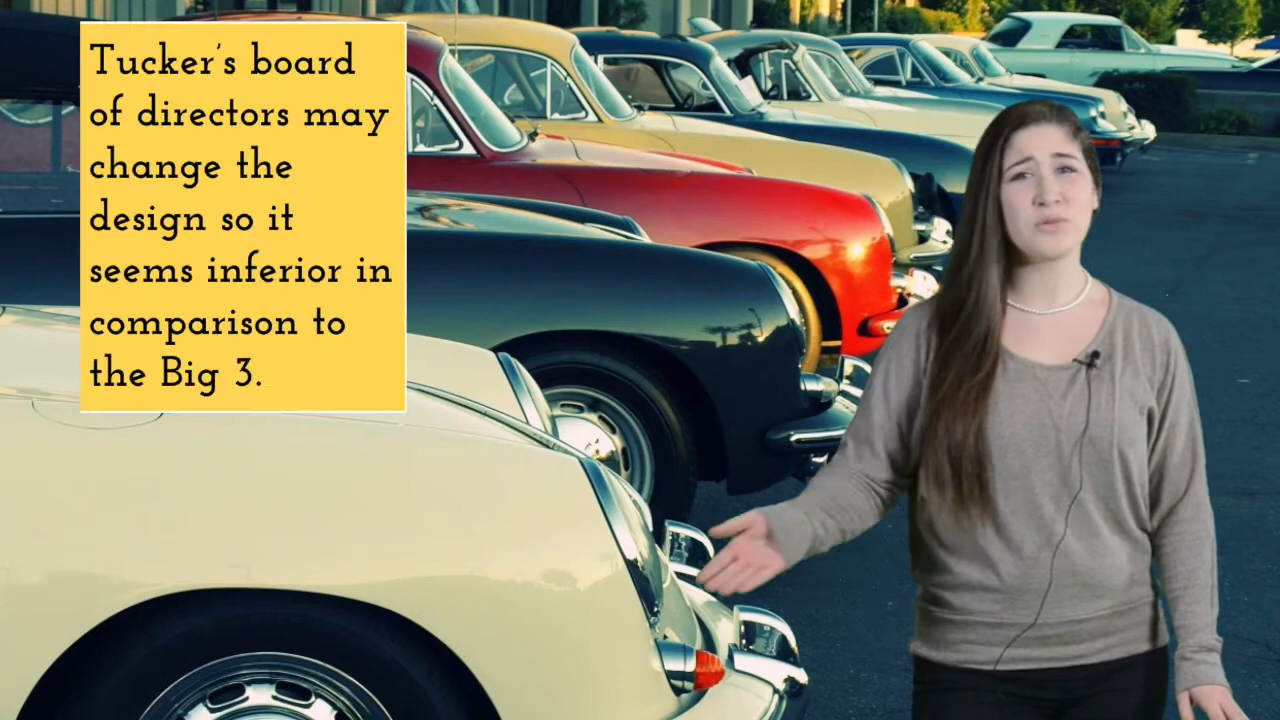 Tucker's board
of directors may
change the
design so it
seems inferior in
comparison to
the Big 3.